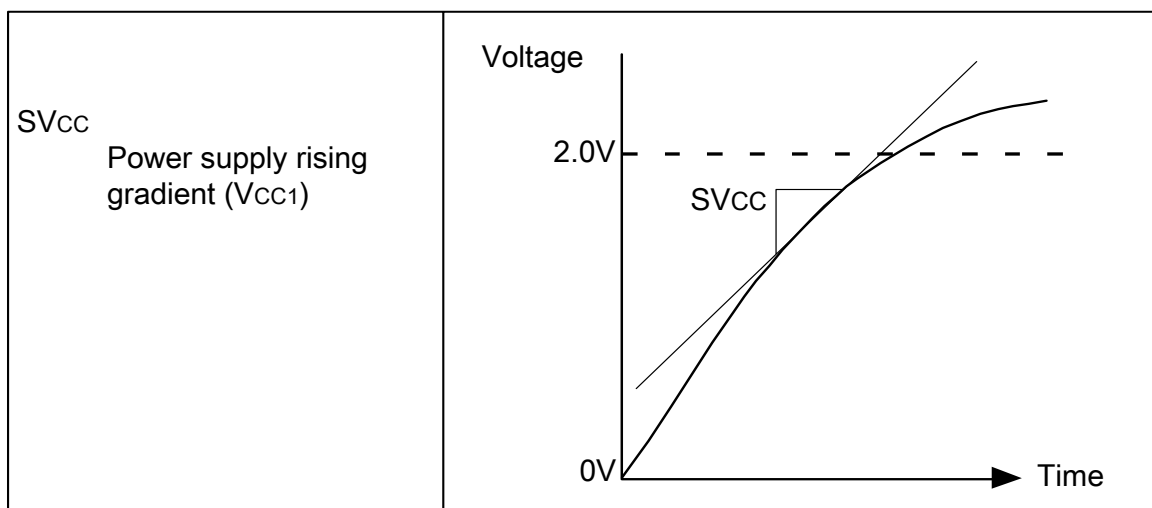 SVCC
Power supply rising
gradient (VCC1)
Voltage
2.0V
SVCC
0V
Time